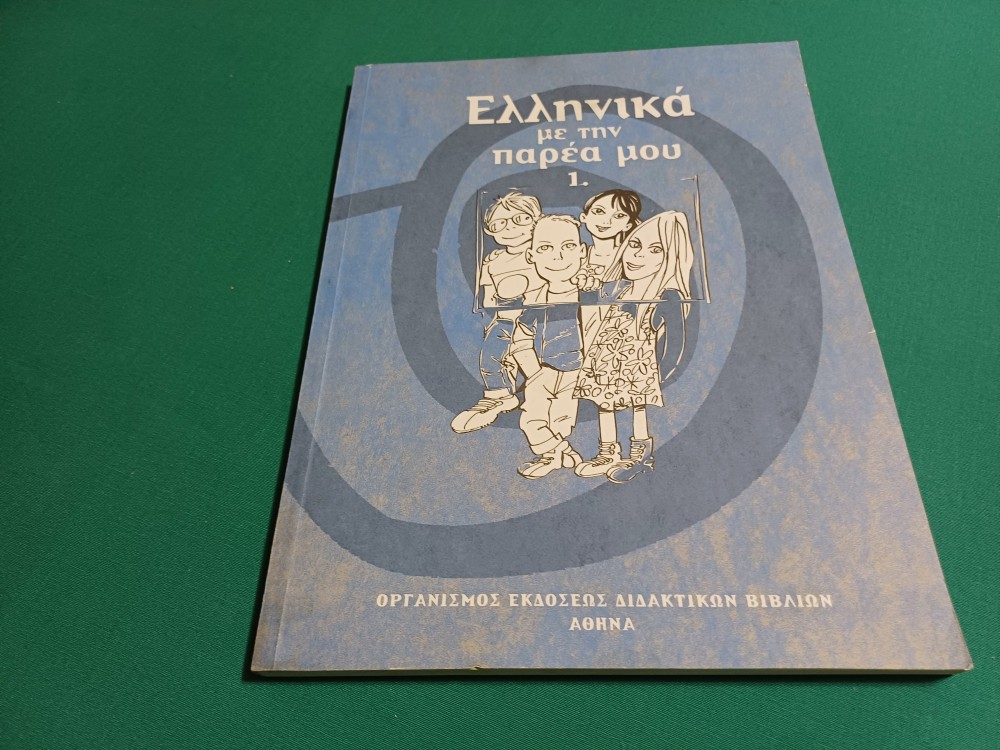 Ελληνικά
με την
παρέα μου
1.
ΟΡΓΑΝΙΣΜΟΣ ΕΚΔΟΣΕΩΣ ΔΙΔΑΚΤΙΚΩΝ ΒΙΒΛΙΩΝ
ΑΘΗΝΑ